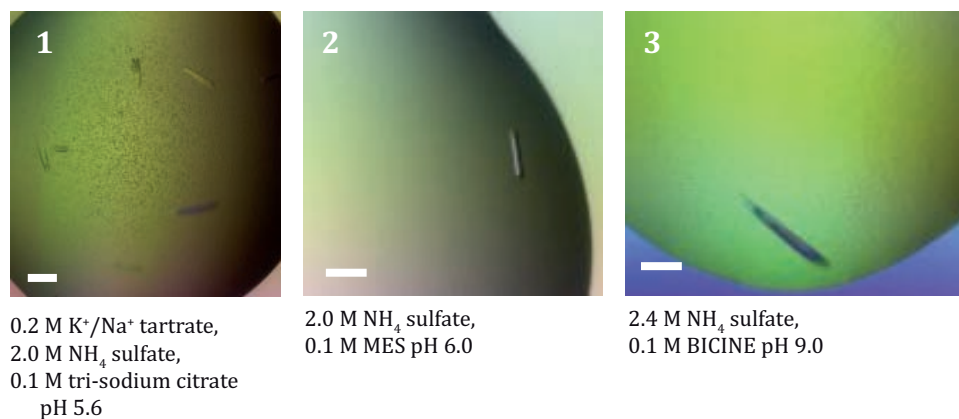 1
2
3
0.2 M K⁺/Na⁺ tartrate,
2.0 M NH₄ sulfate,
0.1 M tri-sodium citrate
pH 5.6
2.0 M NH₄ sulfate,
0.1 M MES pH 6.0
2.4 M NH₄ sulfate,
0.1 M BICINE pH 9.0